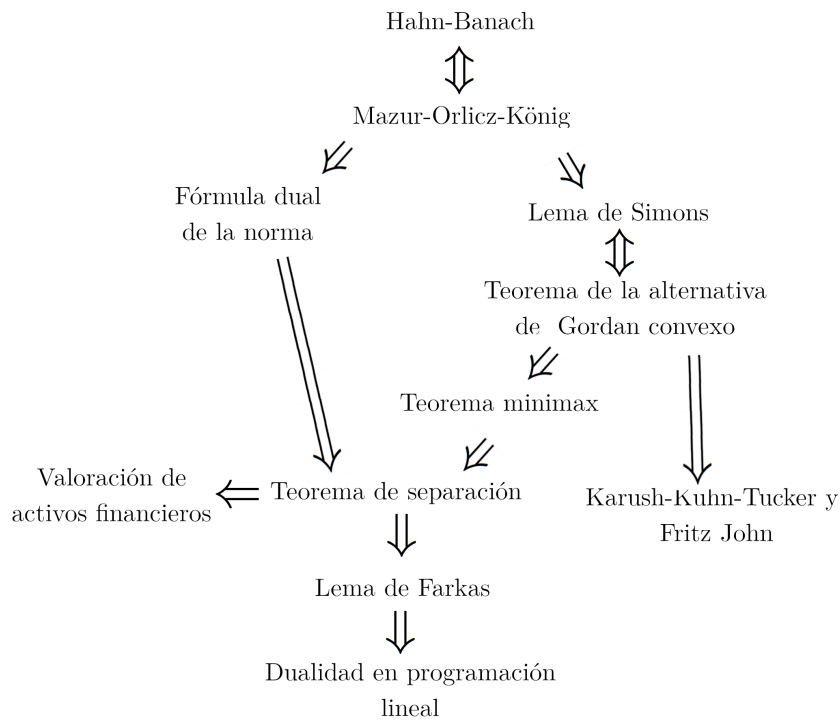 Hahn-Banach
Mazur-Orlicz-König
Fórmula dual
de la norma
Lema de Simons
Teorema de la alternativa
de Gordan convexo
Teorema minimax
Valoración de
activos financieros
Teorema de separación
Karush-Kuhn-Tucker y
Fritz John
Lema de Farkas
Dualidad en programación
lineal